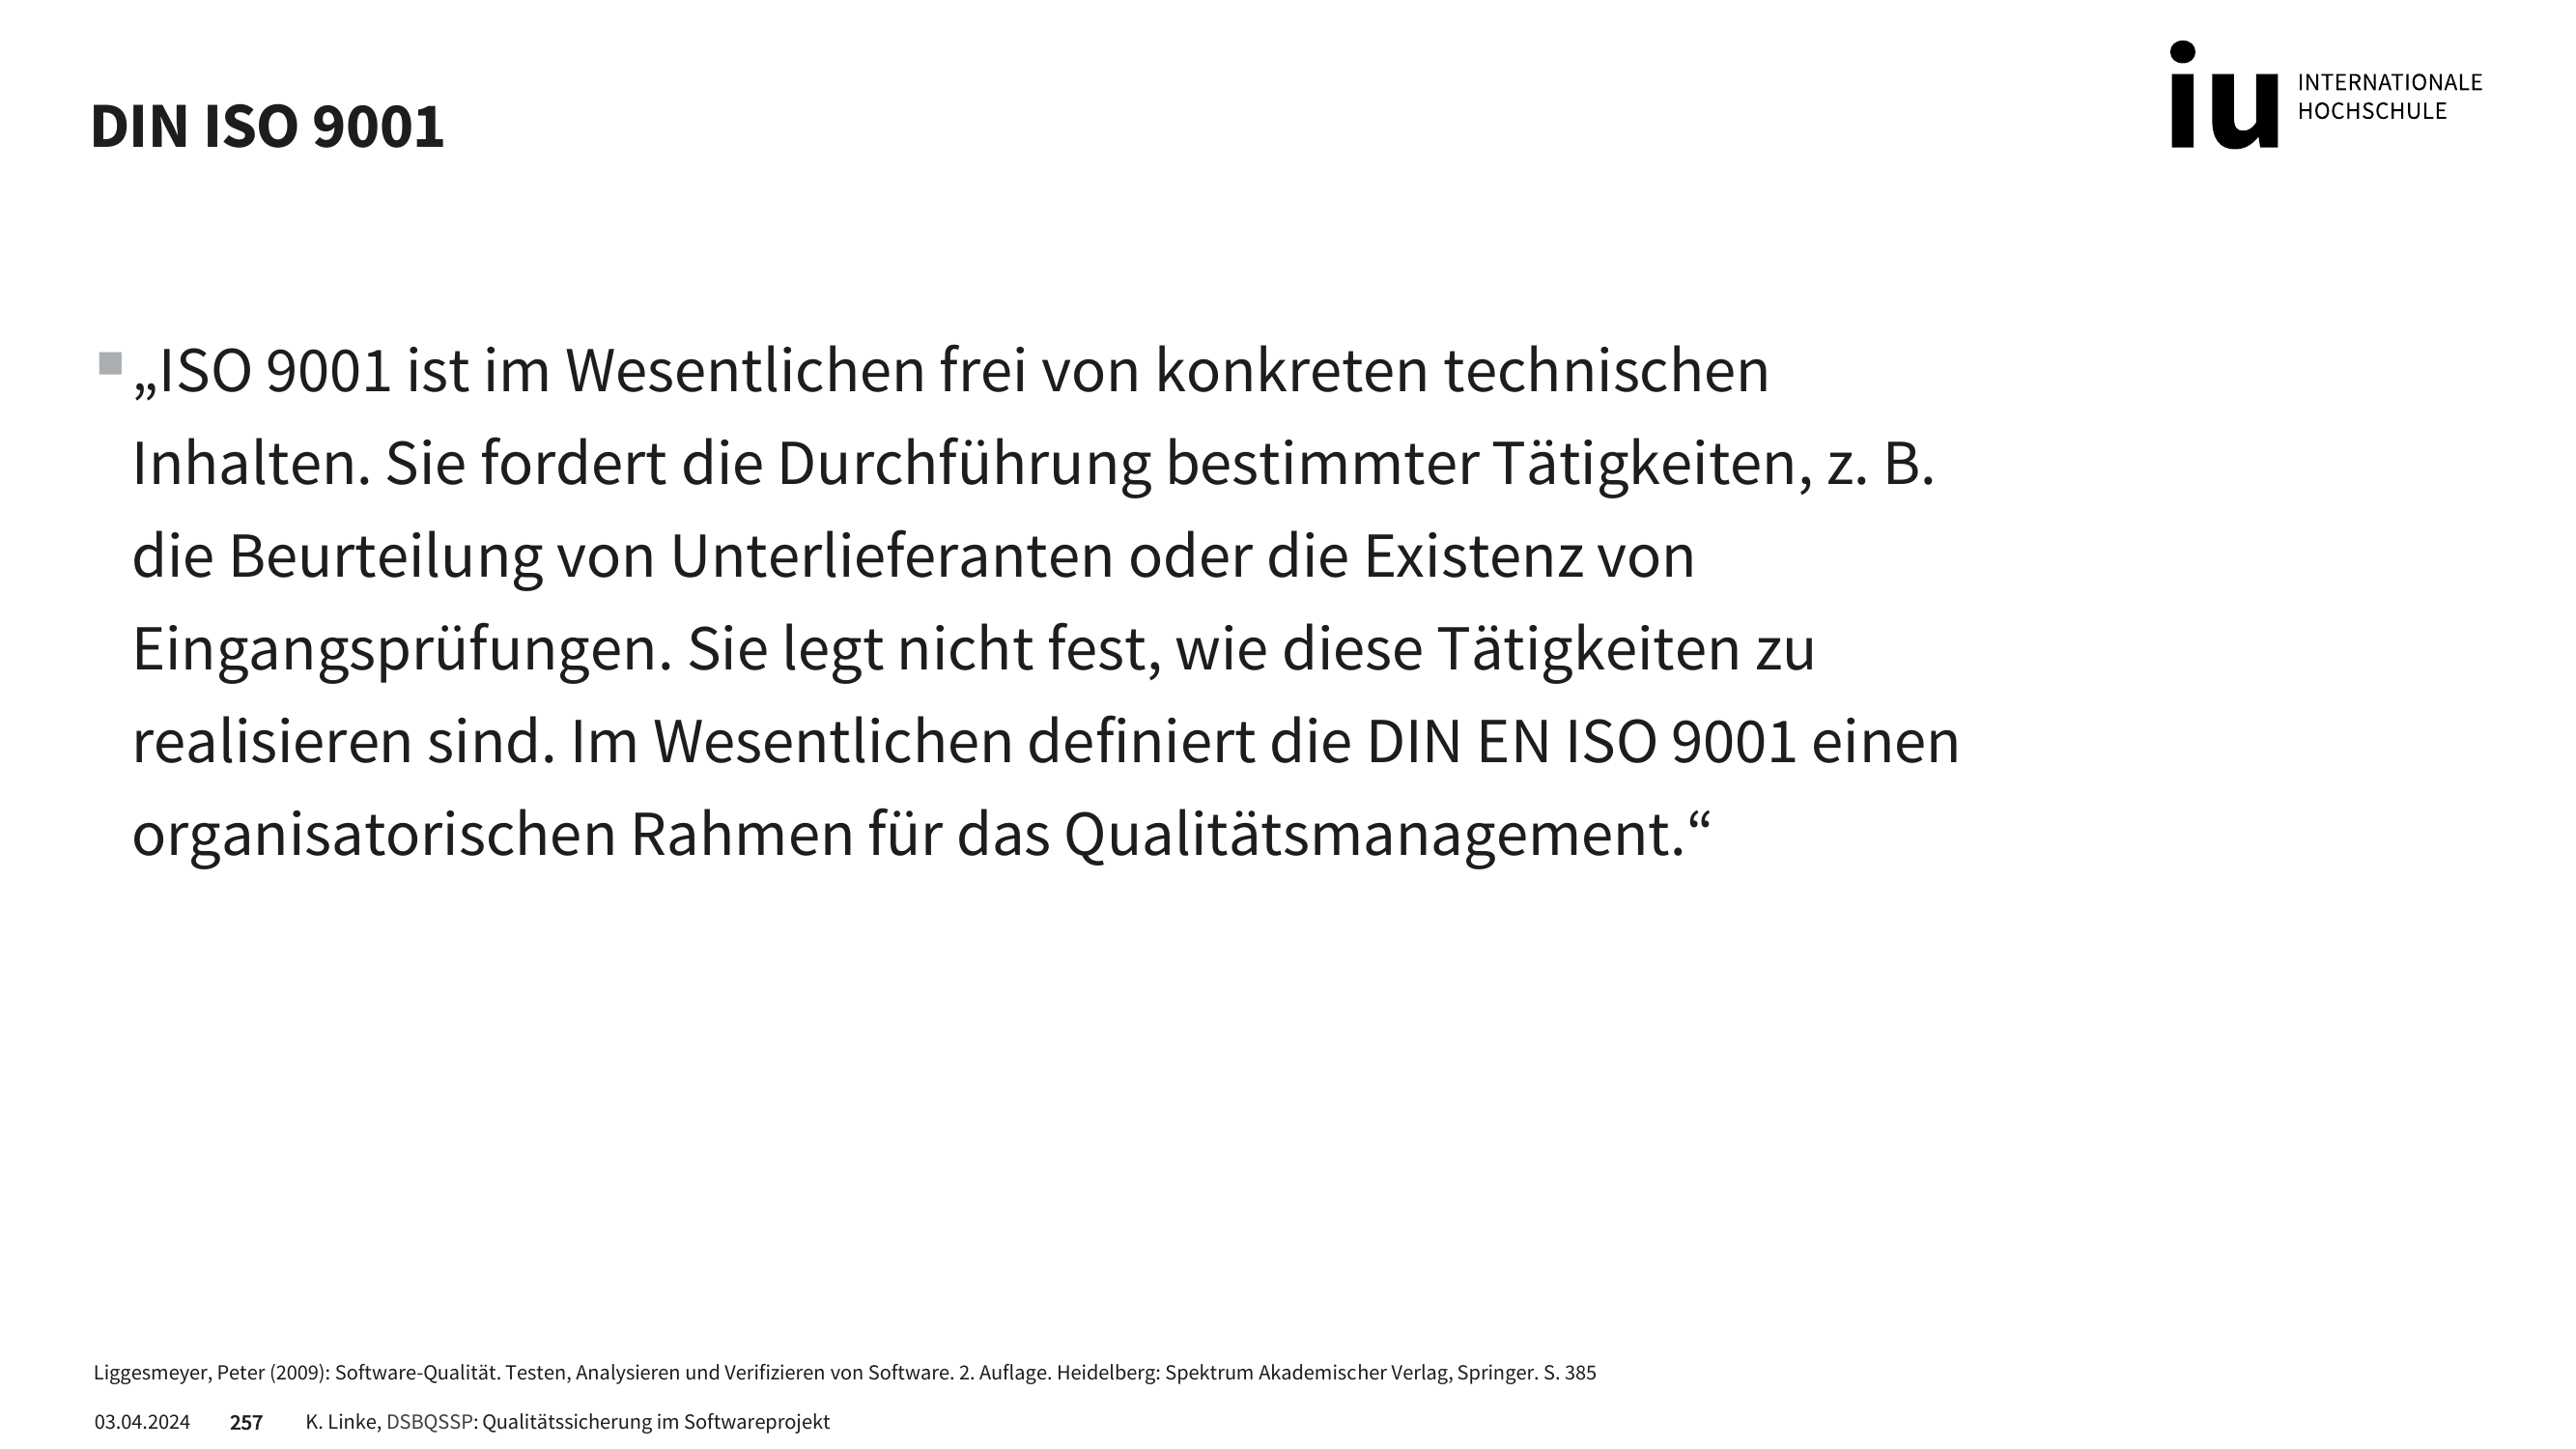 DIN ISO 9001
iu INTERNATIONALE
HOCHSCHULE
„ISO 9001 ist im Wesentlichen frei von konkreten technischen
Inhalten. Sie fordert die Durchführung bestimmter Tätigkeiten, z. B.
die Beurteilung von Unterlieferanten oder die Existenz von
Eingangsprüfungen. Sie legt nicht fest, wie diese Tätigkeiten zu
realisieren sind. Im Wesentlichen definiert die DIN EN ISO 9001 einen
organisatorischen Rahmen für das Qualitätsmanagement.“
Liggesmeyer, Peter (2009): Software-Qualität. Testen, Analysieren und Verifizieren von Software. 2. Auflage. Heidelberg: Spektrum Akademischer Verlag, Springer. S. 385
03.04.2024 257 K. Linke, DSBQSSP: Qualitätssicherung im Softwareprojekt